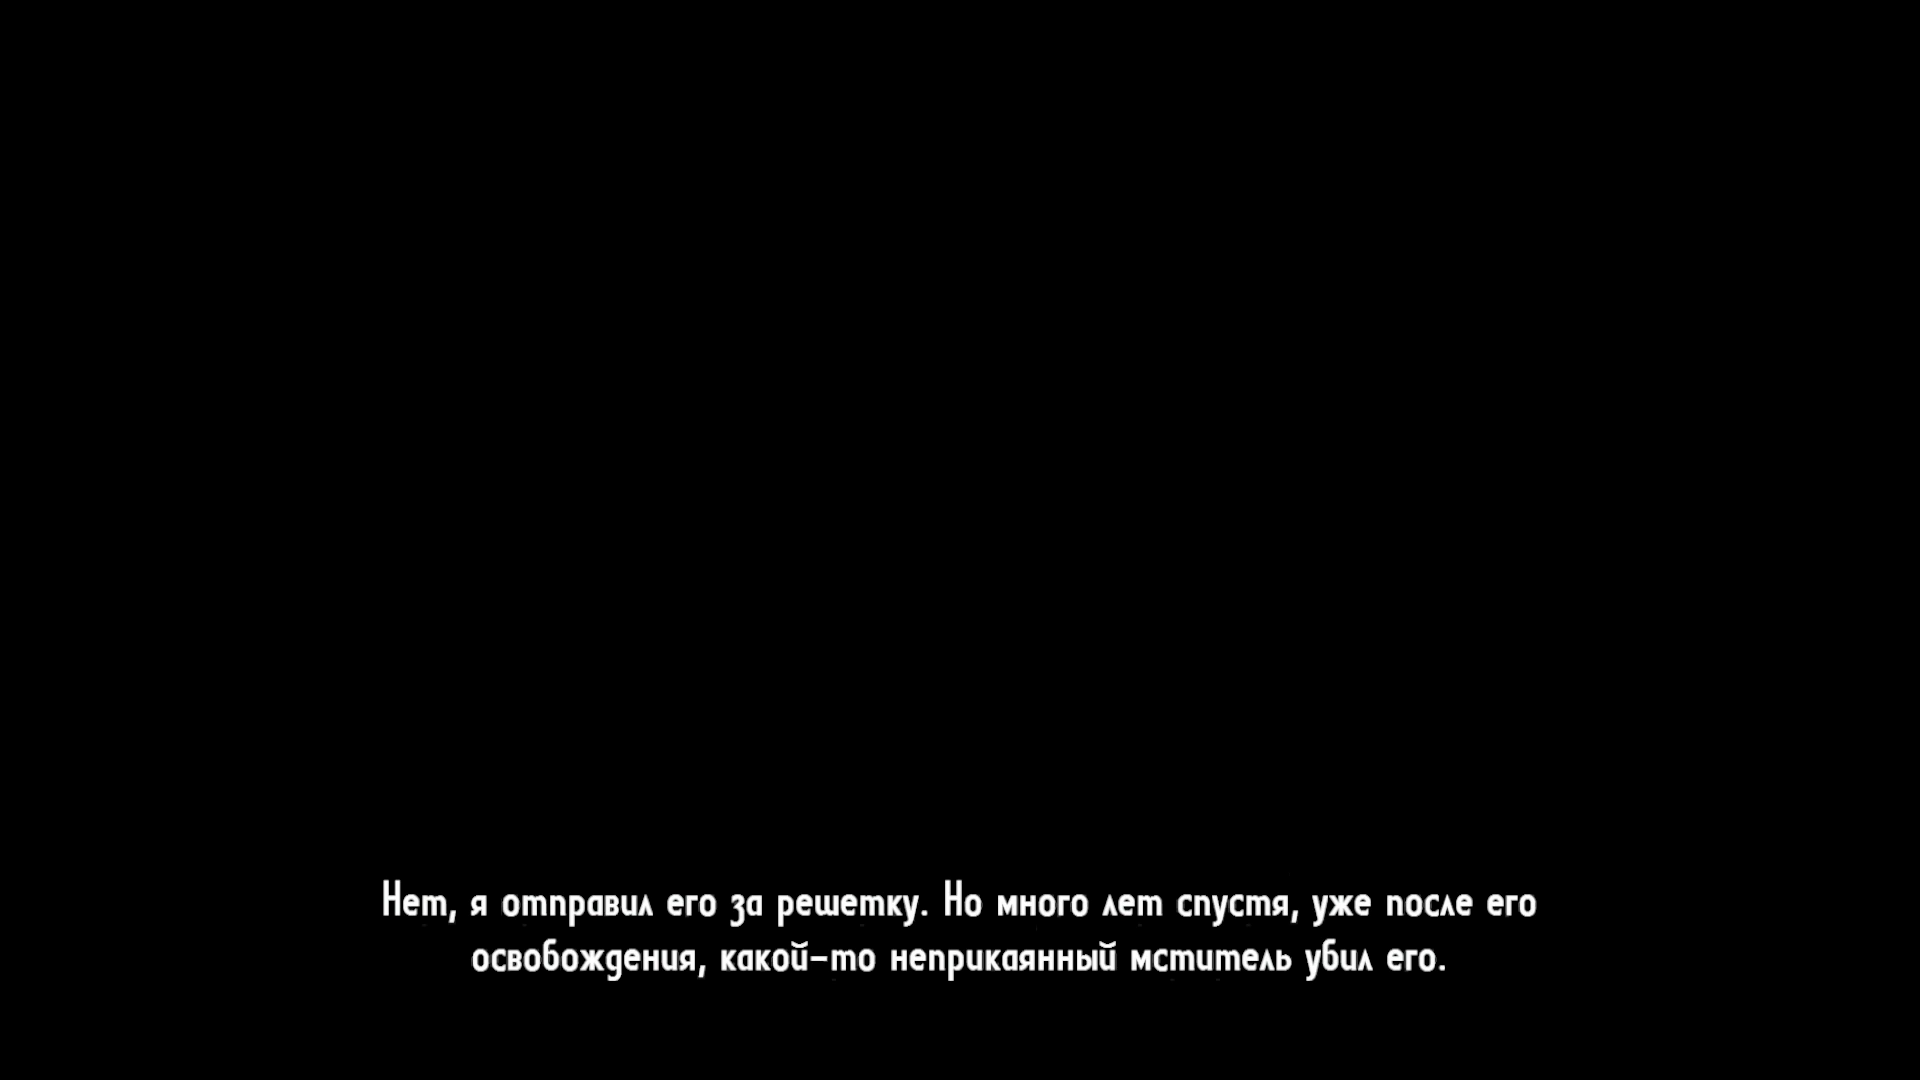 Нет, я отправил его за решетку. Но много лет спустя, уже после его
освобождения, какой-то неприкаянный мститель убил его.